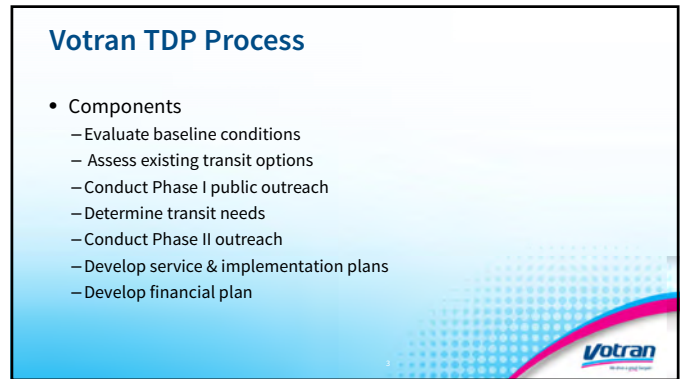 Votran TDP Process
• Components
– Evaluate baseline conditions
– Assess existing transit options
– Conduct Phase I public outreach
– Determine transit needs
– Conduct Phase II outreach
– Develop service & implementation plans
– Develop financial plan
3
Votran